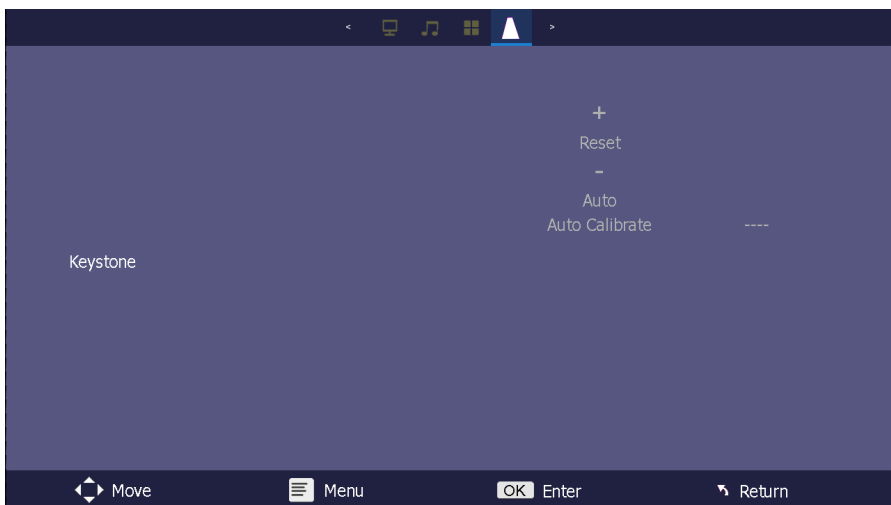 < >
+
Reset
-
Auto
Auto Calibrate ----
Keystone
Move Menu OK Enter Return